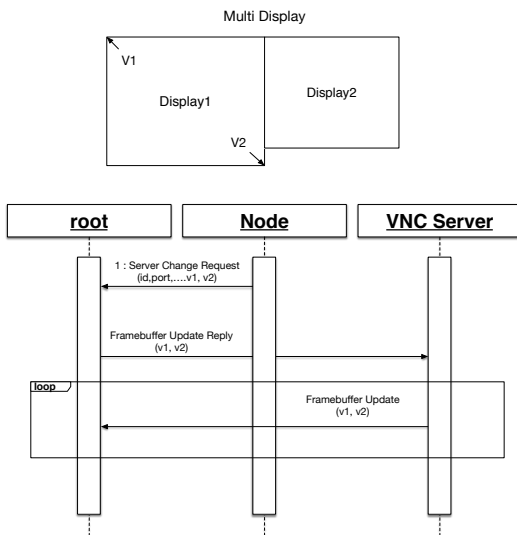 Multi Display
V1
Display1
Display2
V2
root
Node
VNC Server
1 : Server Change Request
(id,port,....v1, v2)
Framebuffer Update Reply
(v1, v2)
loop
Framebuffer Update
(v1, v2)